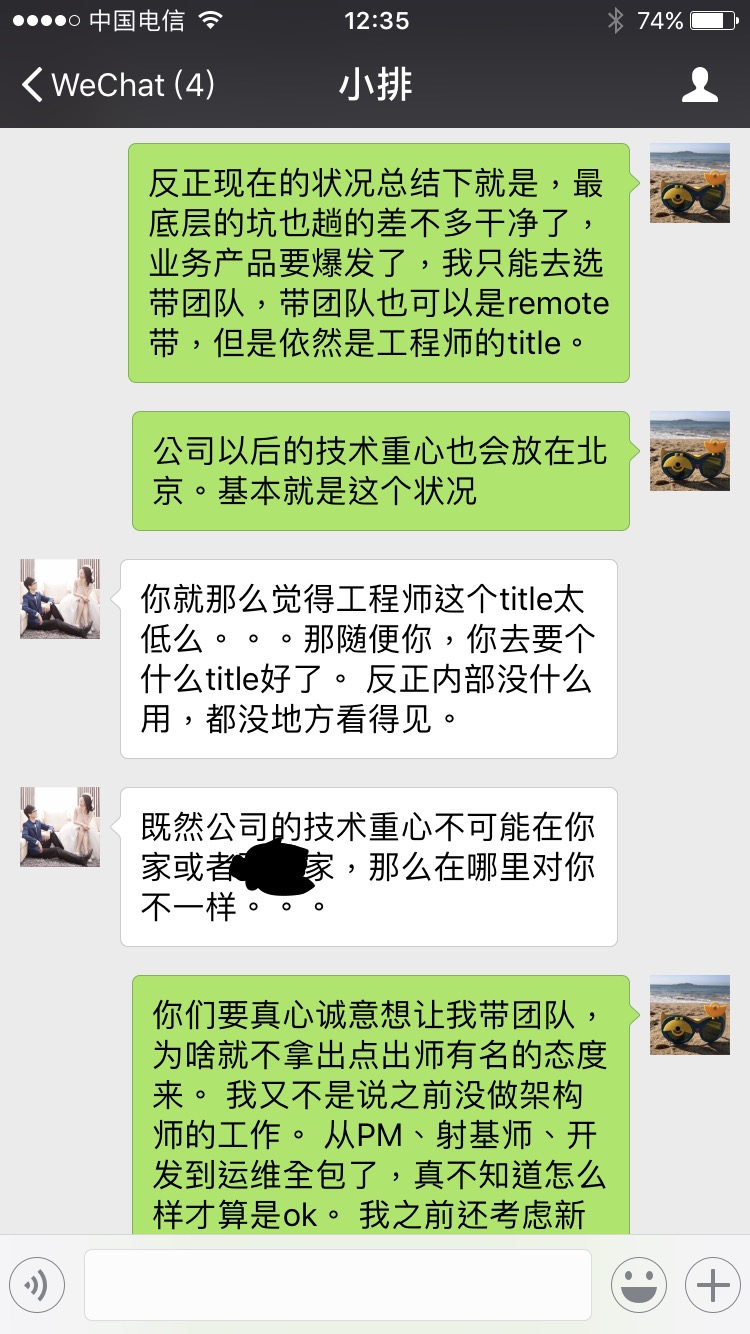 中国电信 12:35 74%
WeChat (4) 小排
反正现在的状况总结下就是，最
底层的坑也趟的差不多干净了，
业务产品要爆发了，我只能去选
带团队，带团队也可以是remote
带，但是依然是工程师的title。
公司以后的技术重心也会放在北
京。基本就是这个状况
你就那么觉得工程师这个title太
低么。。。那随便你，你去要个
什么title好了。 反正内部没什么
用，都没地方看得见。
既然公司的技术重心不可能在你
家或者家，那么在哪里对你
不一样。。。
你们要真心诚意想让我带团队，
为啥就不拿出点出师有名的态度
来。 我又不是说之前没做架构
师的工作。 从PM、射基师、开
发到运维全包了，真不知道怎么
样才算是ok。 我之前还考虑新